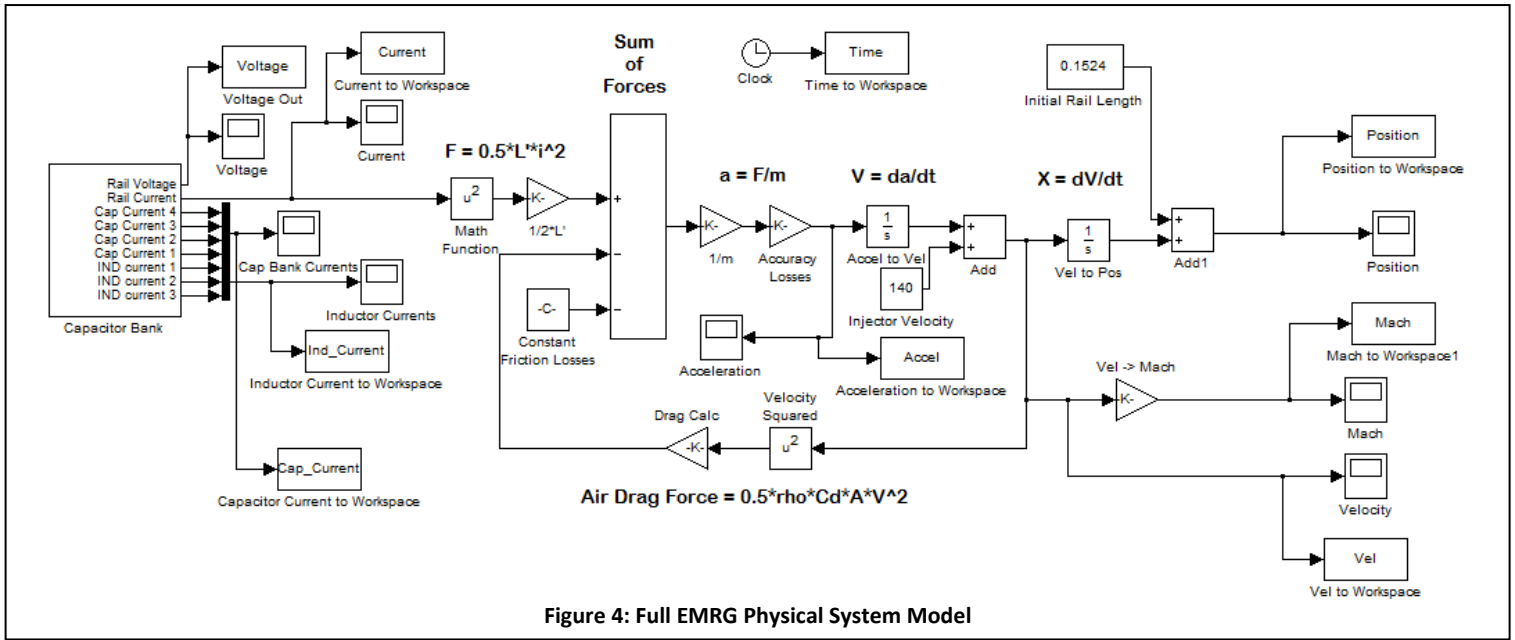 Voltage
Voltage Out
Voltage
Current
Current to Workspace
Current
Sum
of
Forces
Clock
Time
Time to Workspace
0.1524
Initial Rail Length
Rail Voltage
Rail Current
Cap Current 4
Cap Current 3
Cap Current 2
Cap Current 1
IND current 1
IND current 2
IND current 3
Capacitor Bank
Cap Bank Currents
Inductor Currents
Ind_Current
Inductor Current to Workspace
Cap_Current
Capacitor Current to Workspace
F = 0.5*L'*i^2
u²
Math
Function
-K-
1/2*L'
+
−
−
-C-
Constant
Friction Losses
a = F/m
-K-
1/m
-K-
Accuracy
Losses
V = da/dt
1
s
Accel to Vel
140
Injector Velocity
+
+
Add
X = dV/dt
1
s
Vel to Pos
+
+
Add1
Position
Position to Workspace
Position
Acceleration
Accel
Acceleration to Workspace
Drag Calc
-K-
Velocity
Squared
u²
Air Drag Force = 0.5*rho*Cd*A*V^2
Vel -> Mach
-K-
Mach
Mach to Workspace1
Mach
Velocity
Vel
Vel to Workspace
Figure 4: Full EMRG Physical System Model